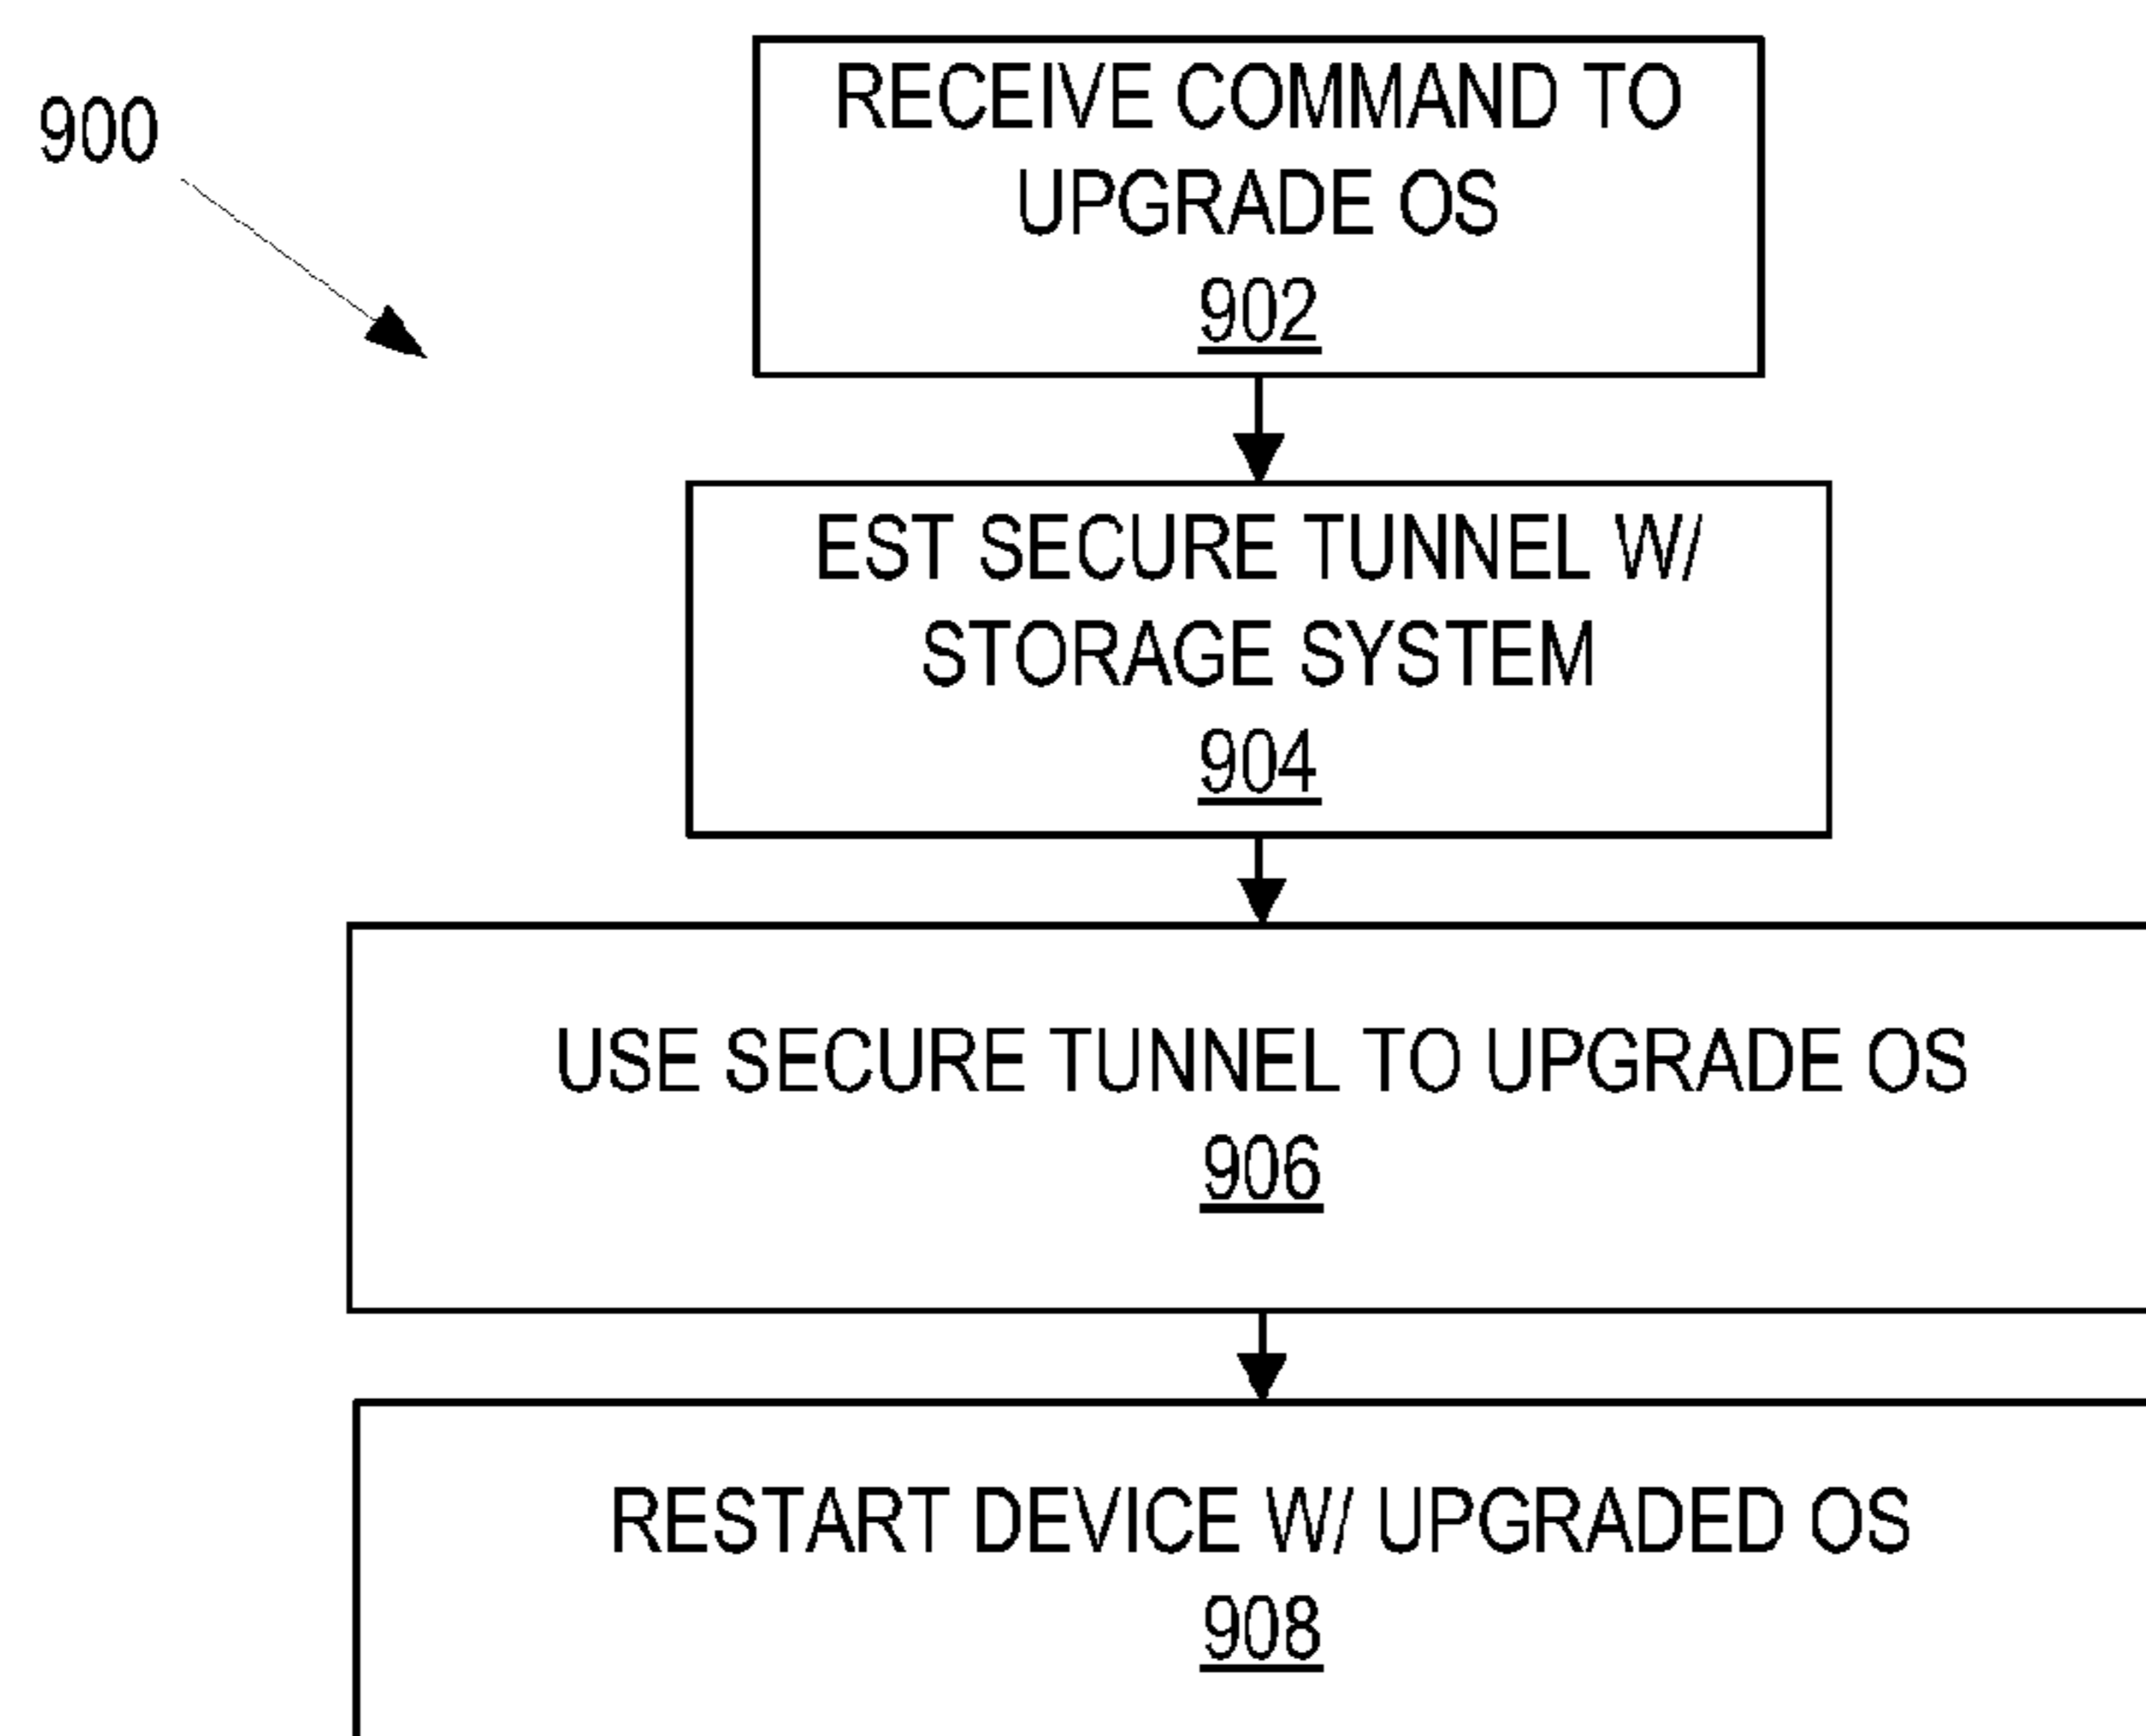 900
RECEIVE COMMAND TO
UPGRADE OS
902
EST SECURE TUNNEL W/
STORAGE SYSTEM
904
USE SECURE TUNNEL TO UPGRADE OS
906
RESTART DEVICE W/ UPGRADED OS
908